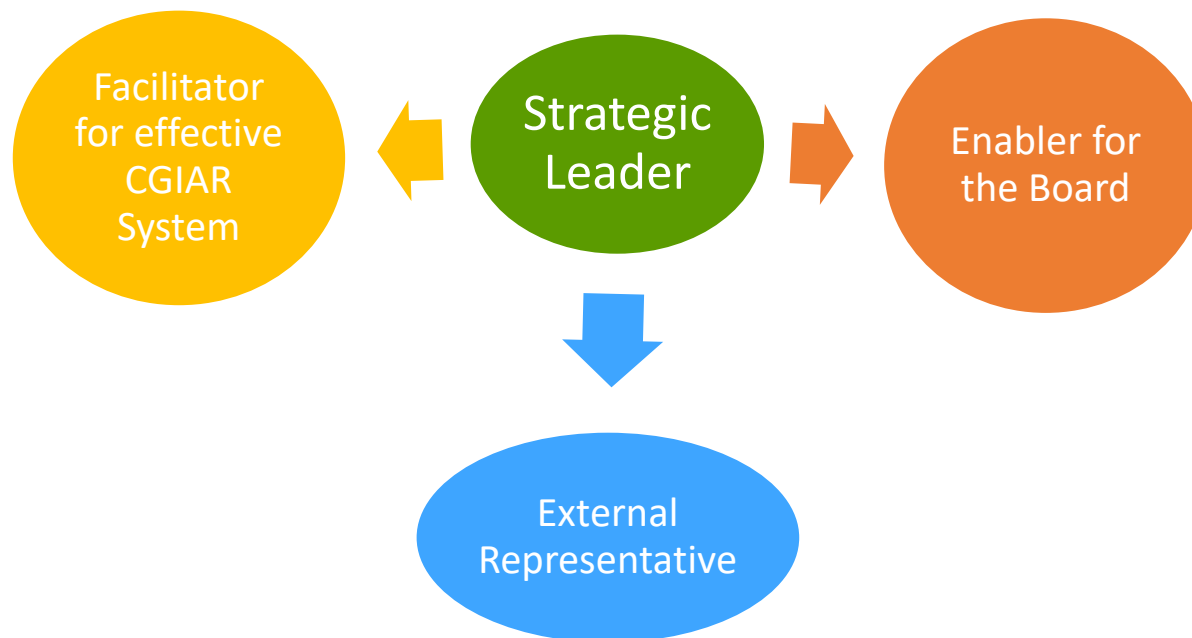 Facilitator
for effective
CGIAR
System
Strategic
Leader
Enabler for
the Board
External
Representative